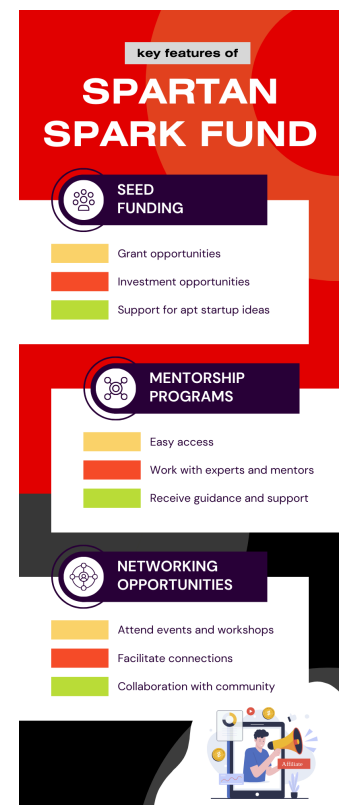 key features of
SPARTAN
SPARK FUND
SEED
FUNDING
Grant opportunities
Investment opportunities
Support for apt startup ideas
MENTORSHIP
PROGRAMS
Easy access
Work with experts and mentors
Receive guidance and support
NETWORKING
OPPORTUNITIES
Attend events and workshops
Facilitate connections
Collaboration with community
Affiliate